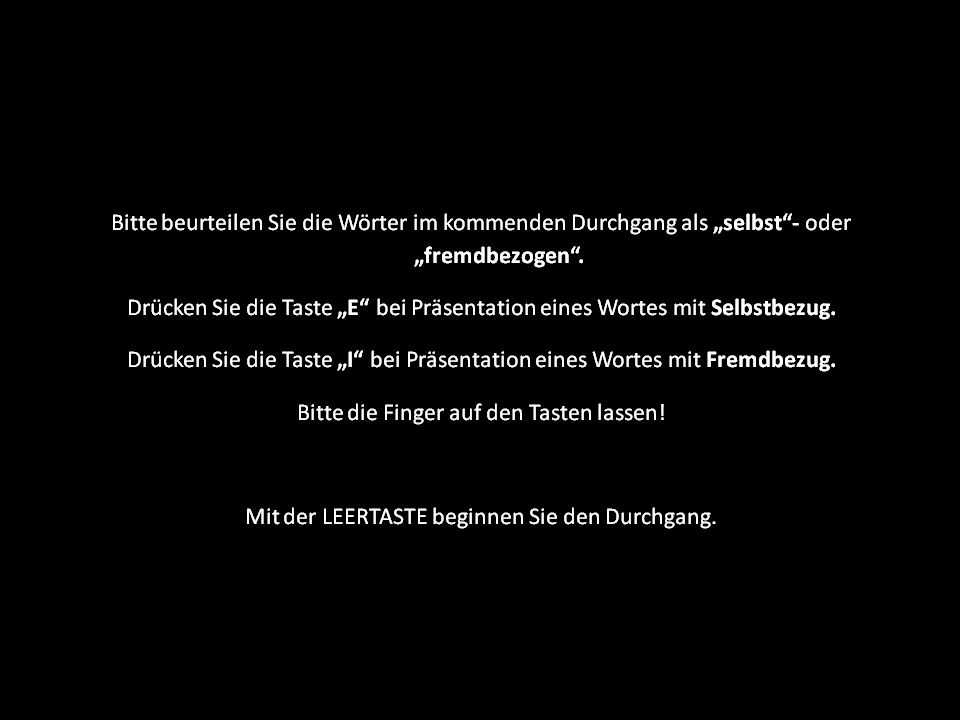 Bitte beurteilen Sie die Wörter im kommenden Durchgang als „selbst“- oder
„fremdbezogen“.
Drücken Sie die Taste „E“ bei Präsentation eines Wortes mit Selbstbezug.
Drücken Sie die Taste „I“ bei Präsentation eines Wortes mit Fremdbezug.
Bitte die Finger auf den Tasten lassen!
Mit der LEERTASTE beginnen Sie den Durchgang.